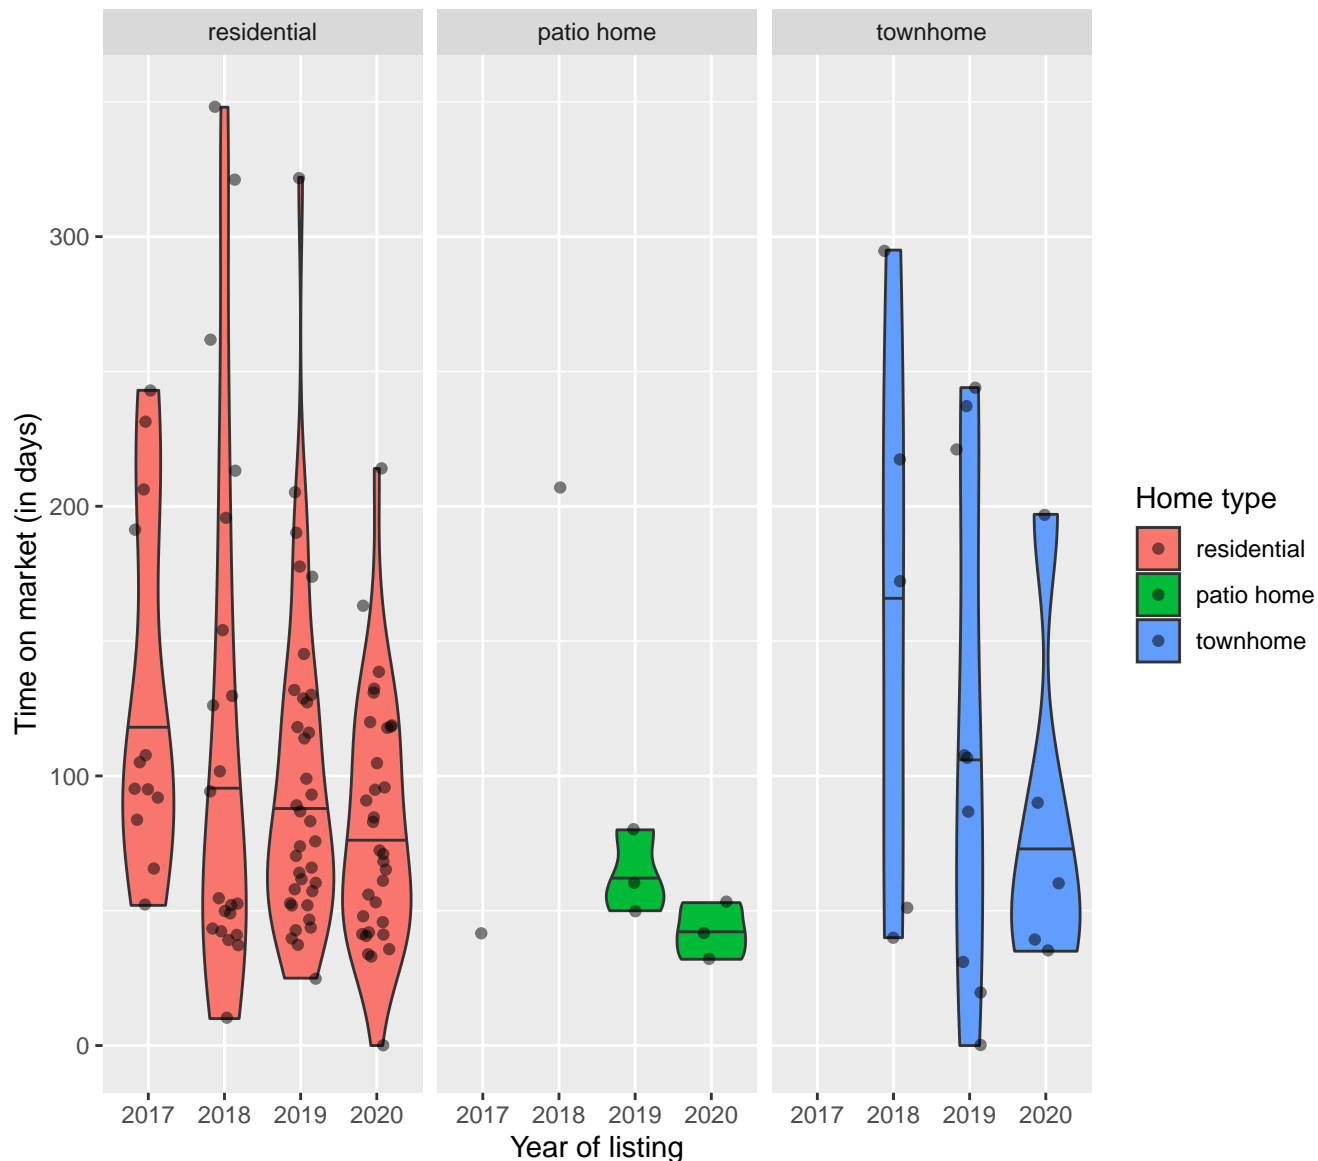 residential patio home townhome
300
200
100
0
Time on market (in days)
2017 2018 2019 2020 2017 2018 2019 2020 2017 2018 2019 2020
Year of listing
Home type
residential
patio home
townhome